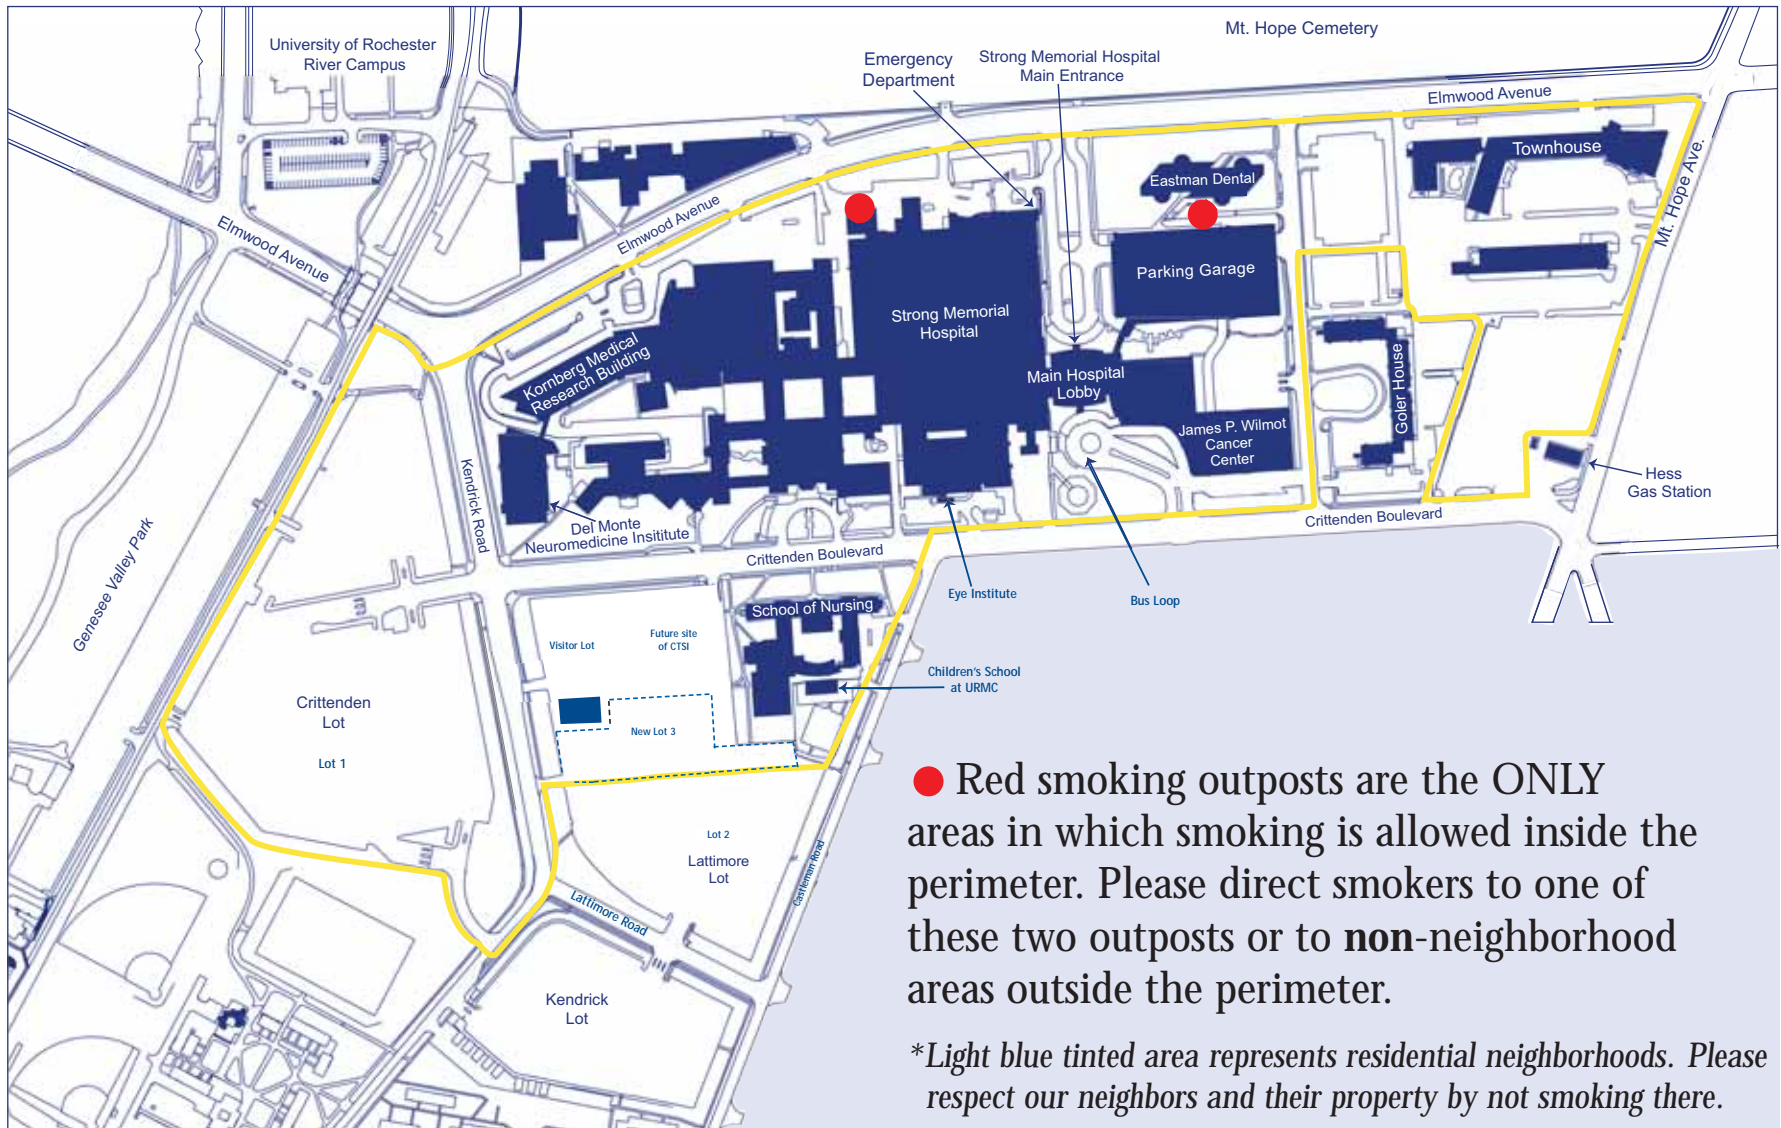 Mt. Hope Cemetery
University of Rochester
River Campus
Emergency
Department
Strong Memorial Hospital
Main Entrance
Elmwood Avenue
Townhouse
Eastman Dental
Mt. Hope Ave.
Elmwood Avenue
Elmwood Avenue
Parking Garage
Strong Memorial
Hospital
Kornberg Medical
Research Building
Main Hospital
Lobby
Goler House
James P. Wilmot
Cancer
Center
Hess
Gas Station
Kendrick Road
Del Monte
Neuromedicine Insititute
Crittenden Boulevard
Crittenden Boulevard
Genesee Valley Park
Eye Institute
Bus Loop
School of Nursing
Visitor Lot
Future site
of CTSI
Children's School
at URMC
Crittenden
Lot
Lot 1
New Lot 3
Lot 2
Lattimore
Lot
Castleman Road
Lattimore Road
Kendrick
Lot
Red smoking outposts are the ONLY
areas in which smoking is allowed inside the
perimeter. Please direct smokers to one of
these two outposts or to non-neighborhood
areas outside the perimeter.
*Light blue tinted area represents residential neighborhoods. Please
respect our neighbors and their property by not smoking there.